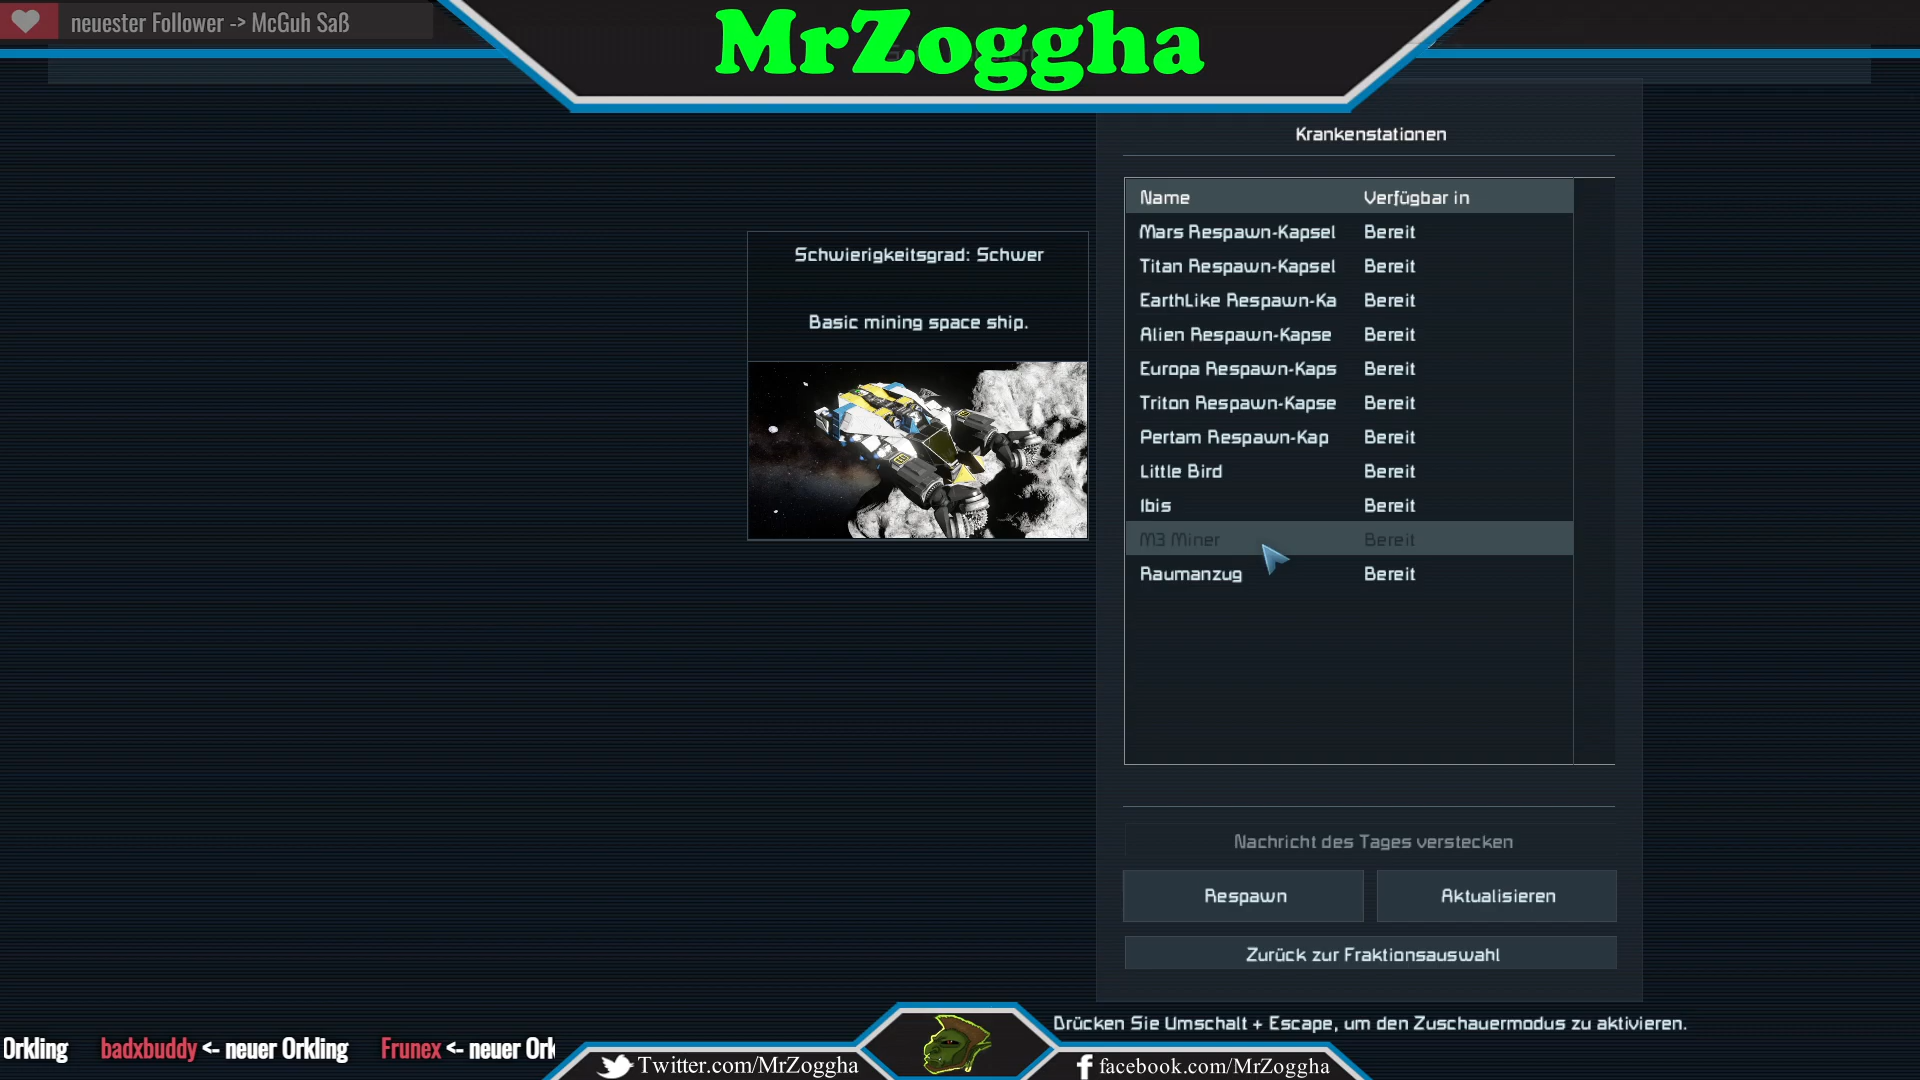 neuester Follower -> McGuh Saß
MrZoggha
Krankenstationen
Name Verfügbar in
Mars Respawn-Kapsel Bereit
Titan Respawn-Kapsel Bereit
EarthLike Respawn-Ka Bereit
Alien Respawn-Kapse Bereit
Europa Respawn-Kaps Bereit
Triton Respawn-Kapse Bereit
Pertam Respawn-Kap Bereit
Little Bird Bereit
Ibis Bereit
M3 Miner Bereit
Raumanzug Bereit
Schwierigkeitsgrad: Schwer
Basic mining space ship.
Nachricht des Tages verstecken
Respawn Aktualisieren
Zurück zur Fraktionsauswahl
Drücken Sie Umschalt + Escape, um den Zuschauermodus zu aktivieren.
Orkling badxbuddy <- neuer Orkling Frunex <- neuer Ork
Twitter.com/MrZoggha
facebook.com/MrZoggha